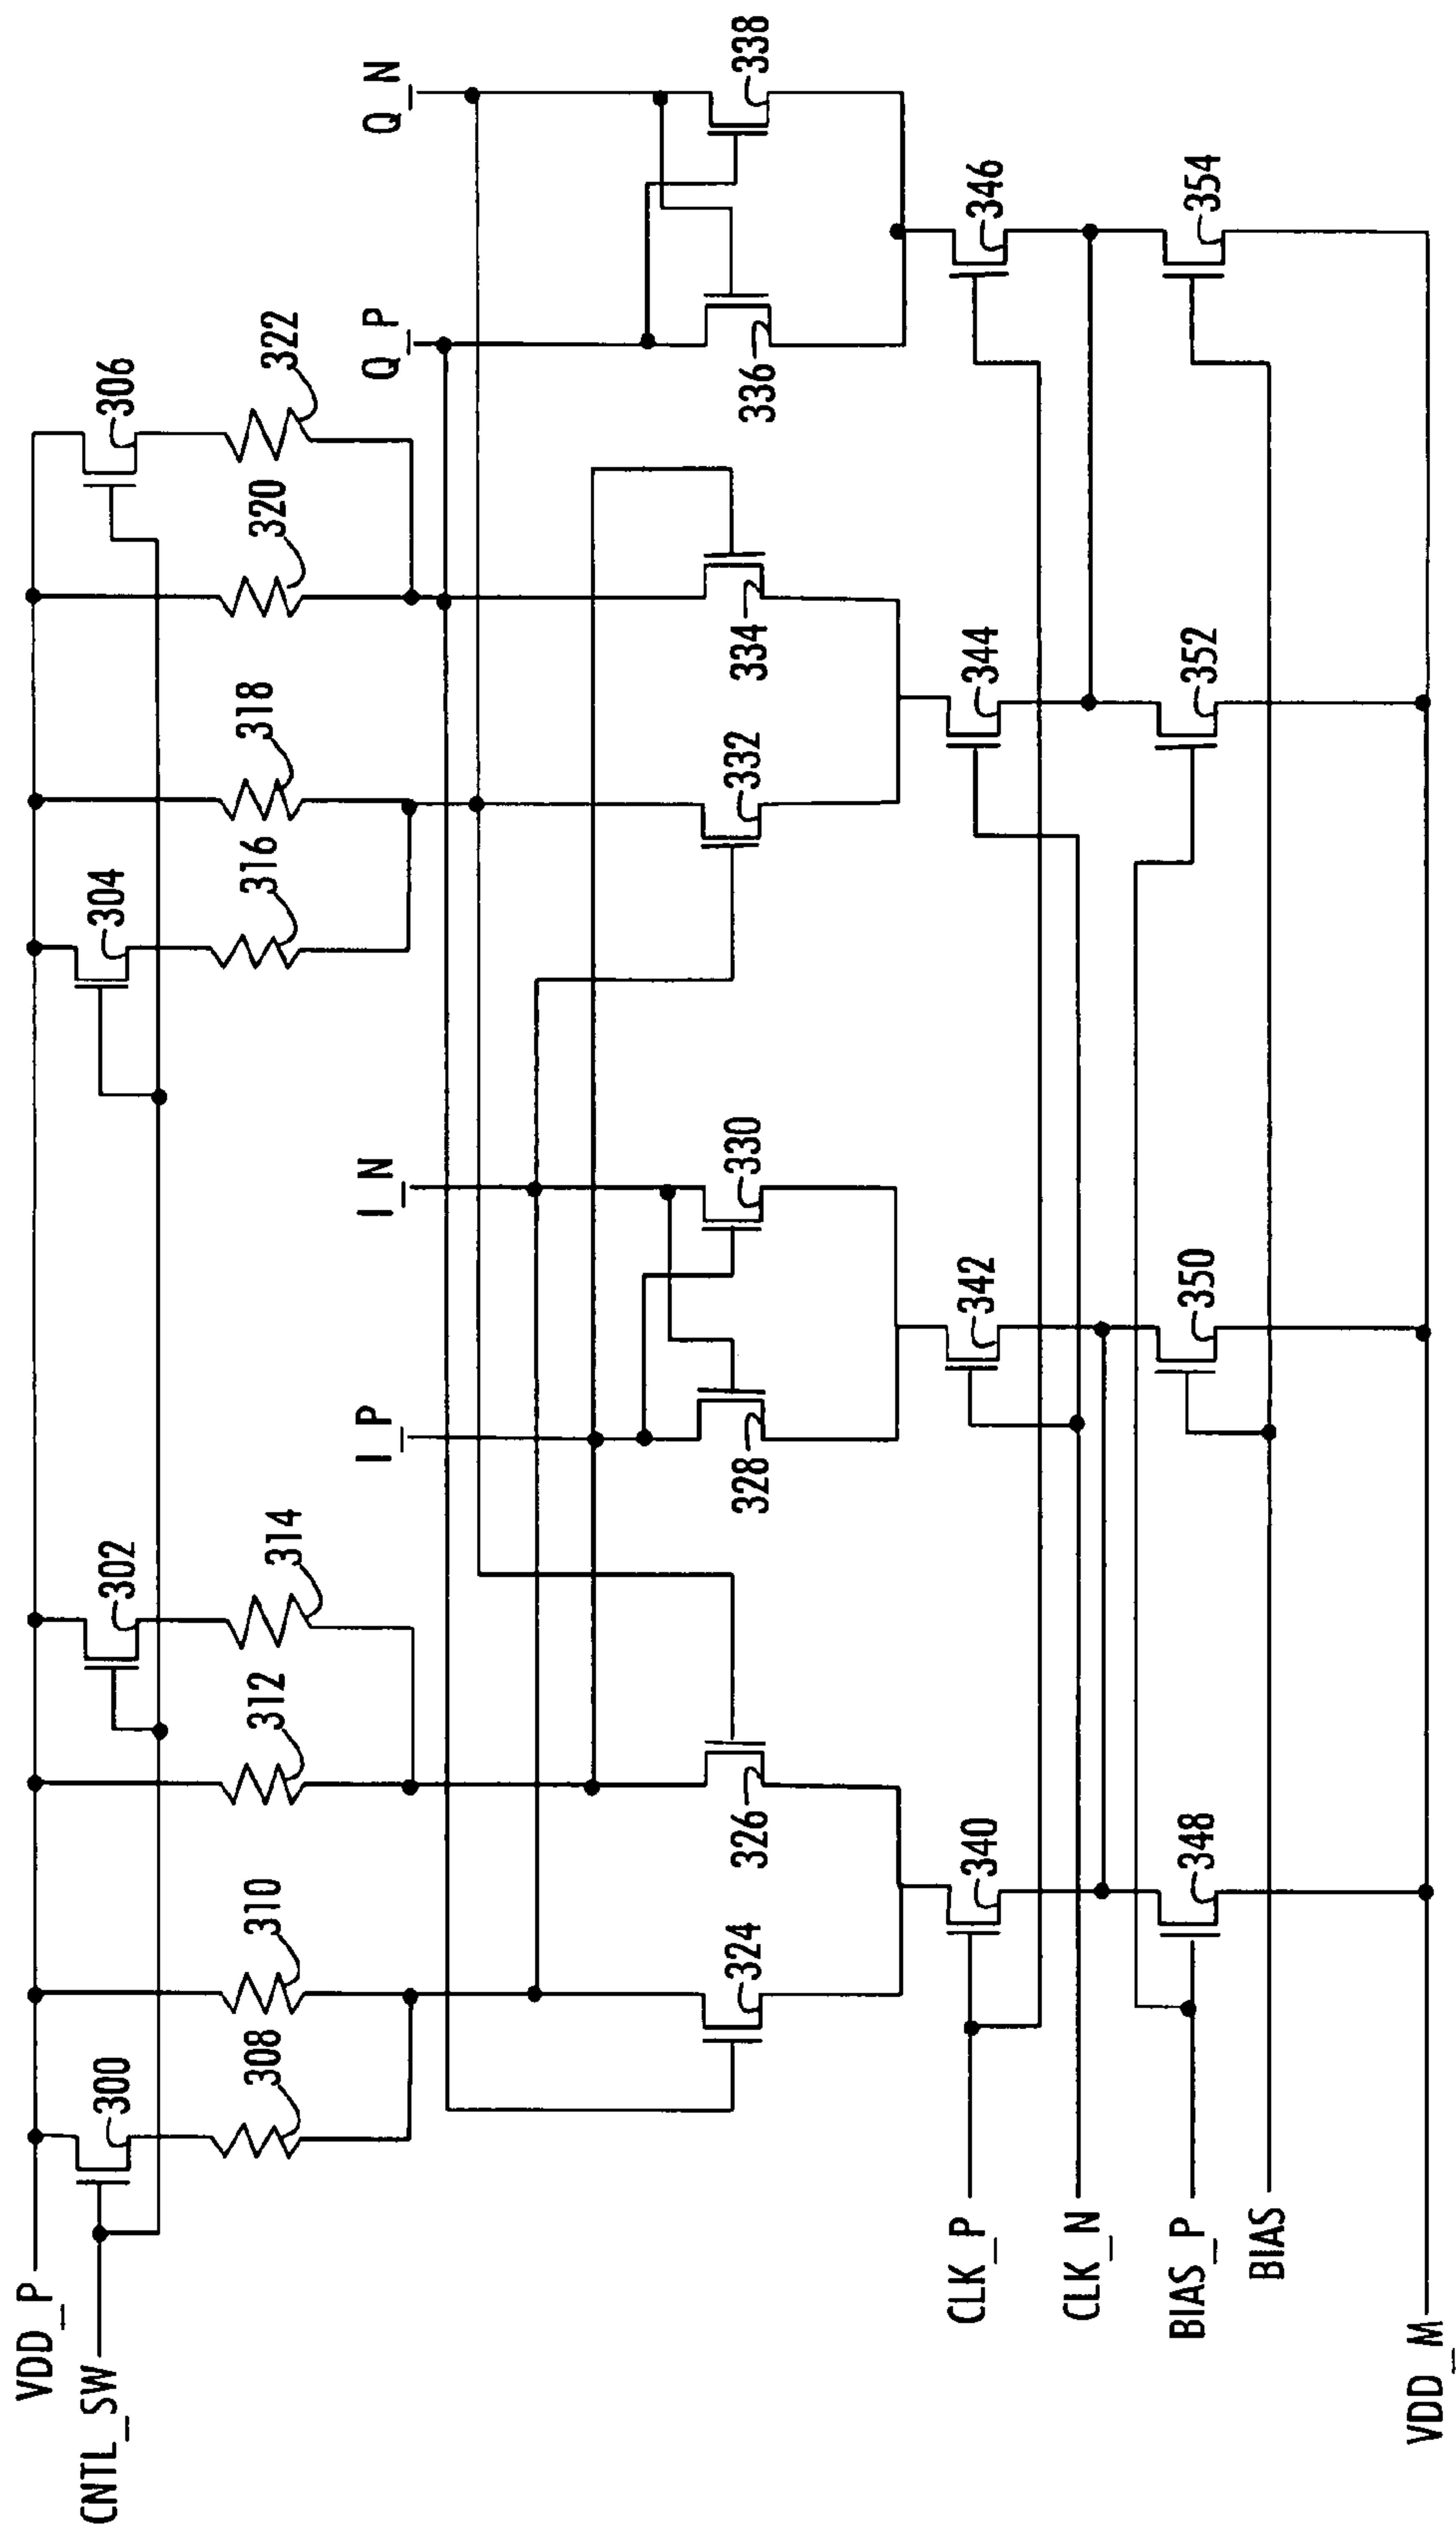 VDD_P
CNTL_SW
300
302
304
306
308
310
312
314
316
318
320
322
I_P
I_N
Q_P
Q_N
324
326
328
330
332
334
336
338
CLK_P
340
342
344
346
CLK_N
BIAS_P
348
350
352
354
BIAS
VDD_M